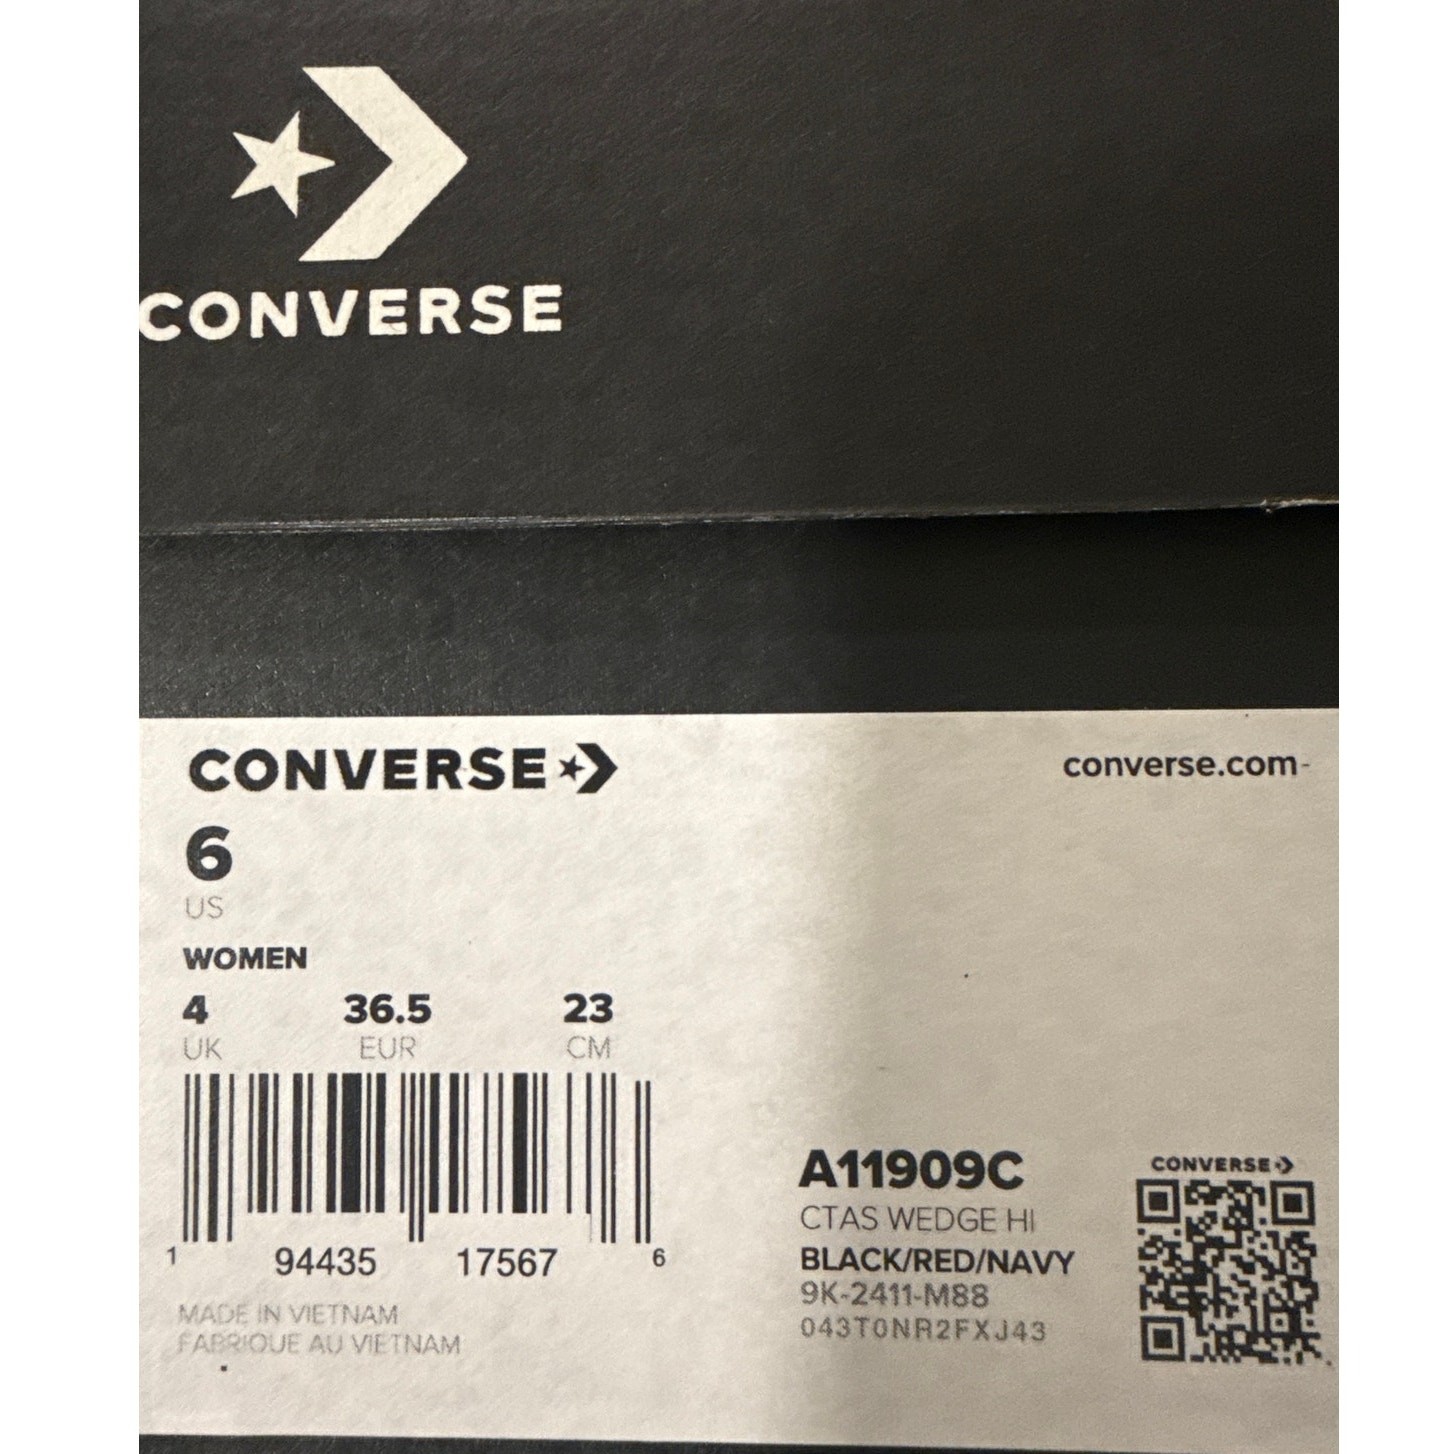 CONVERSE
CONVERSE
converse.com
6
US
WOMEN
4 36.5 23
UK EUR CM
1 94435 17567 6
MADE IN VIETNAM
FABRIQUE AU VIETNAM
A11909C
CTAS WEDGE HI
BLACK/RED/NAVY
9K-2411-M88
043T0NR2FXJ43
CONVERSE